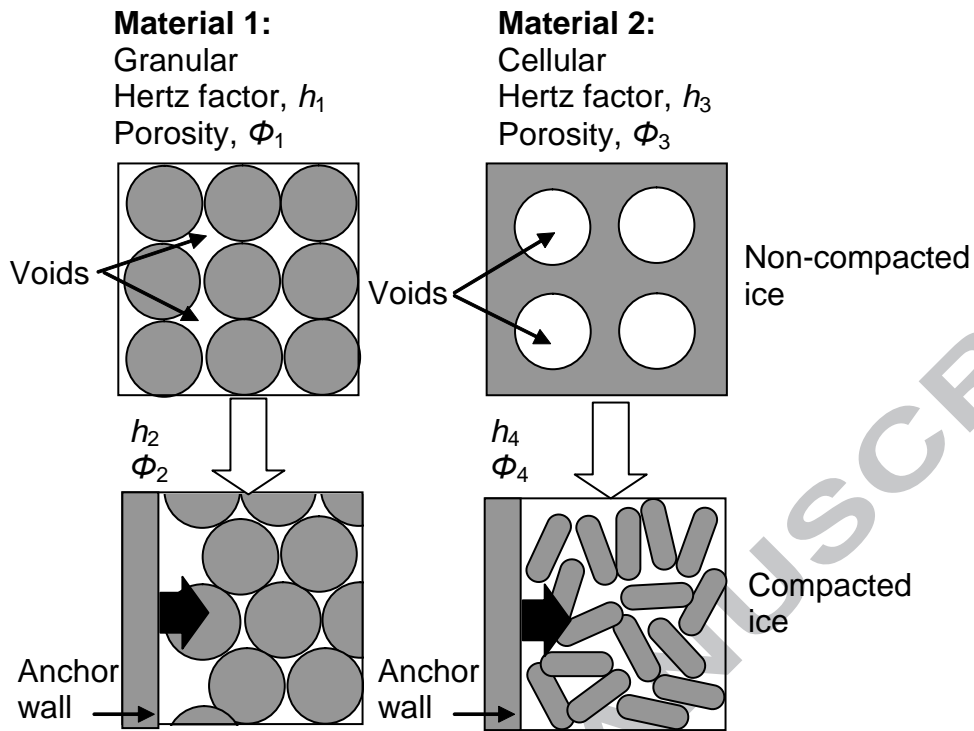 Material 1:
Granular
Hertz factor, h1
Porosity, Φ1
Material 2:
Cellular
Hertz factor, h3
Porosity, Φ3
Voids
Voids
Non-compacted
ice
h2
Φ2
h4
Φ4
Compacted
ice
Anchor
wall
Anchor
wall